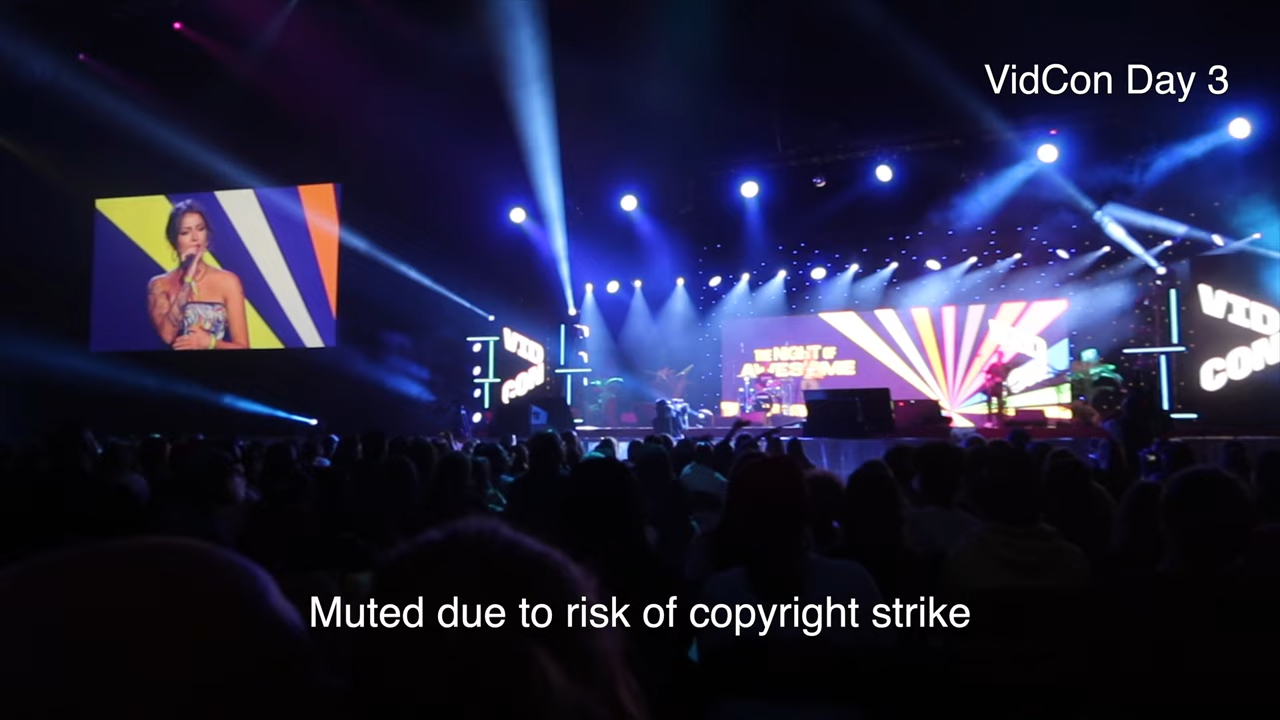 VidCon Day 3
VID
CON
THE NIGHT OF
AWESOME
VID
CON
Muted due to risk of copyright strike